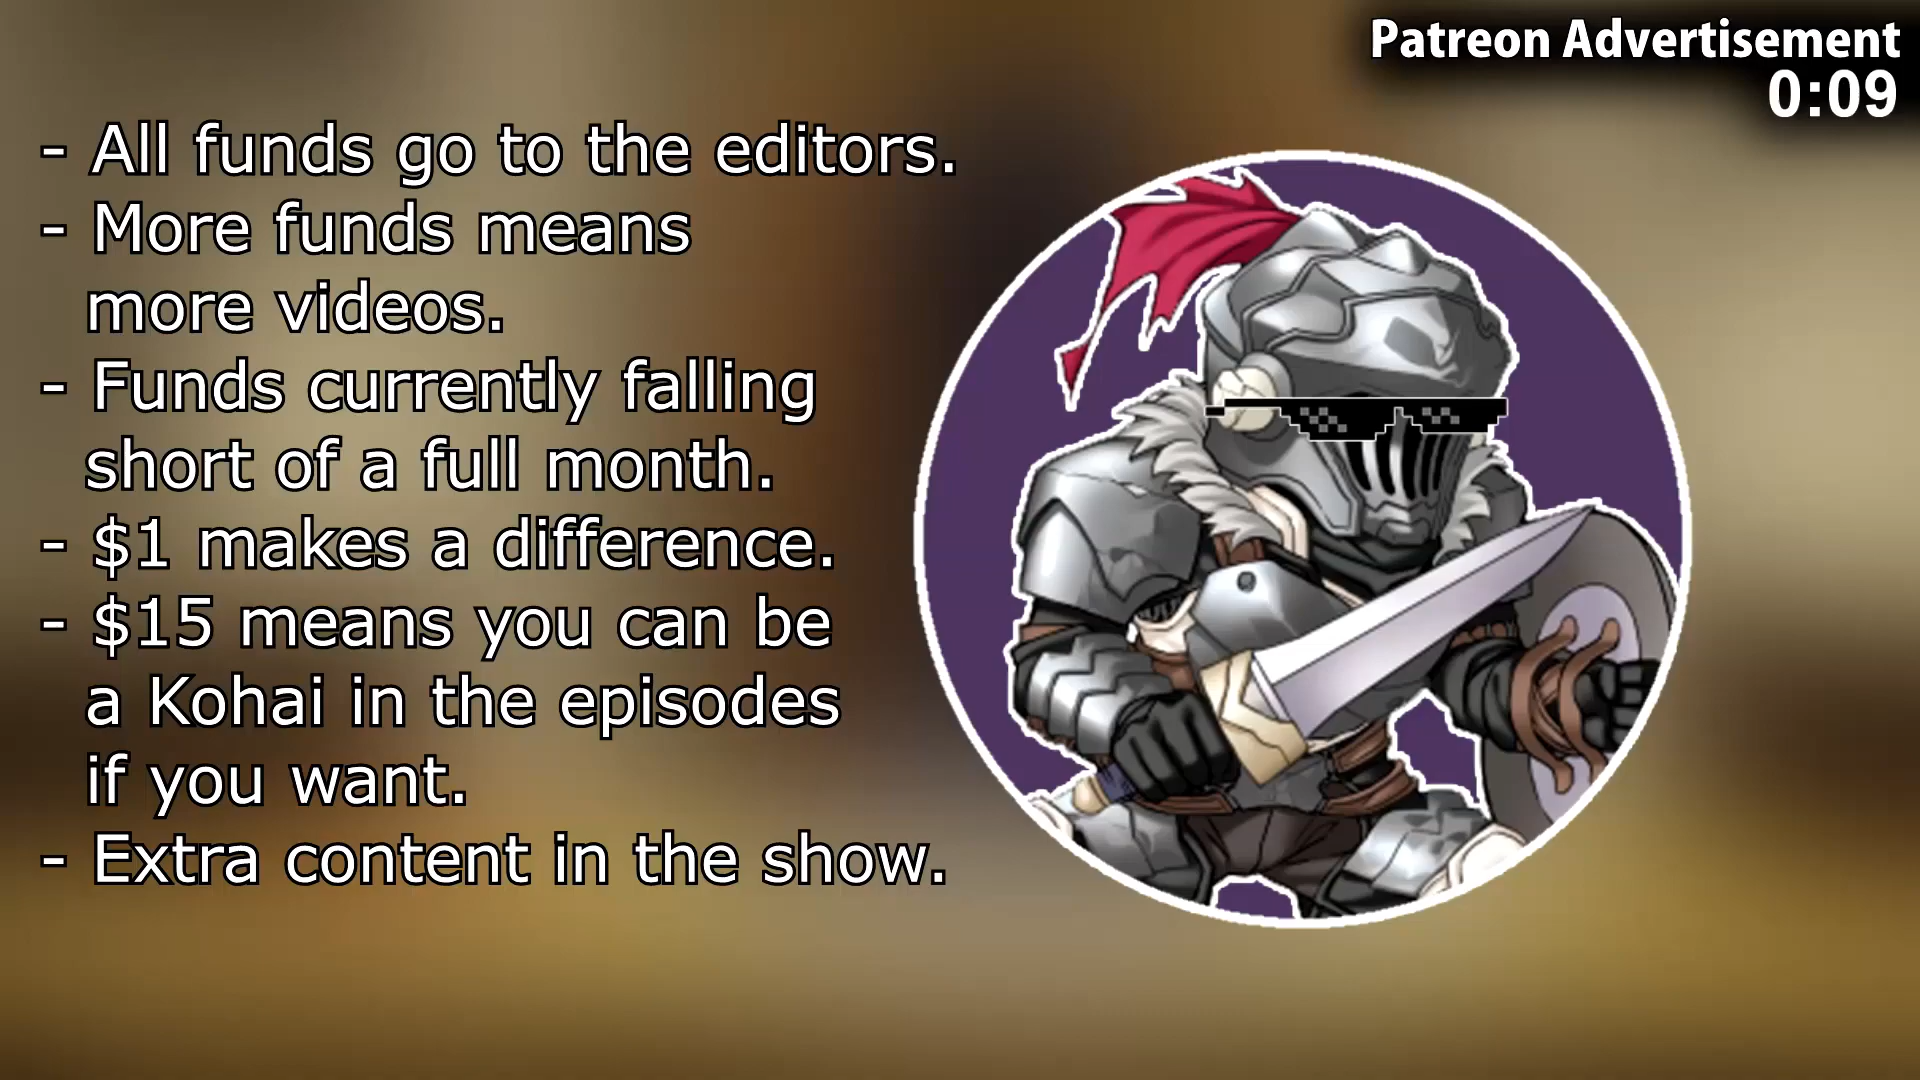 Patreon Advertisement
0:09
- All funds go to the editors.
- More funds means
more videos.
- Funds currently falling
short of a full month.
- $1 makes a difference.
- $15 means you can be
a Kohai in the episodes
if you want.
- Extra content in the show.